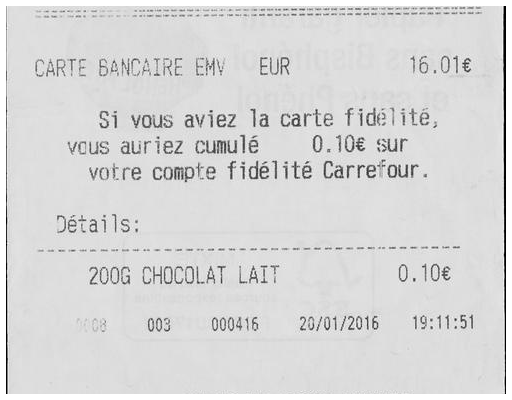 CARTE BANCAIRE EMV EUR 16.01€
Si vous aviez la carte fidélité,
vous auriez cumulé 0.10€ sur
votre compte fidélité Carrefour.
Détails:
200G CHOCOLAT LAIT 0.10€
0008 003 000416 20/01/2016 19:11:51